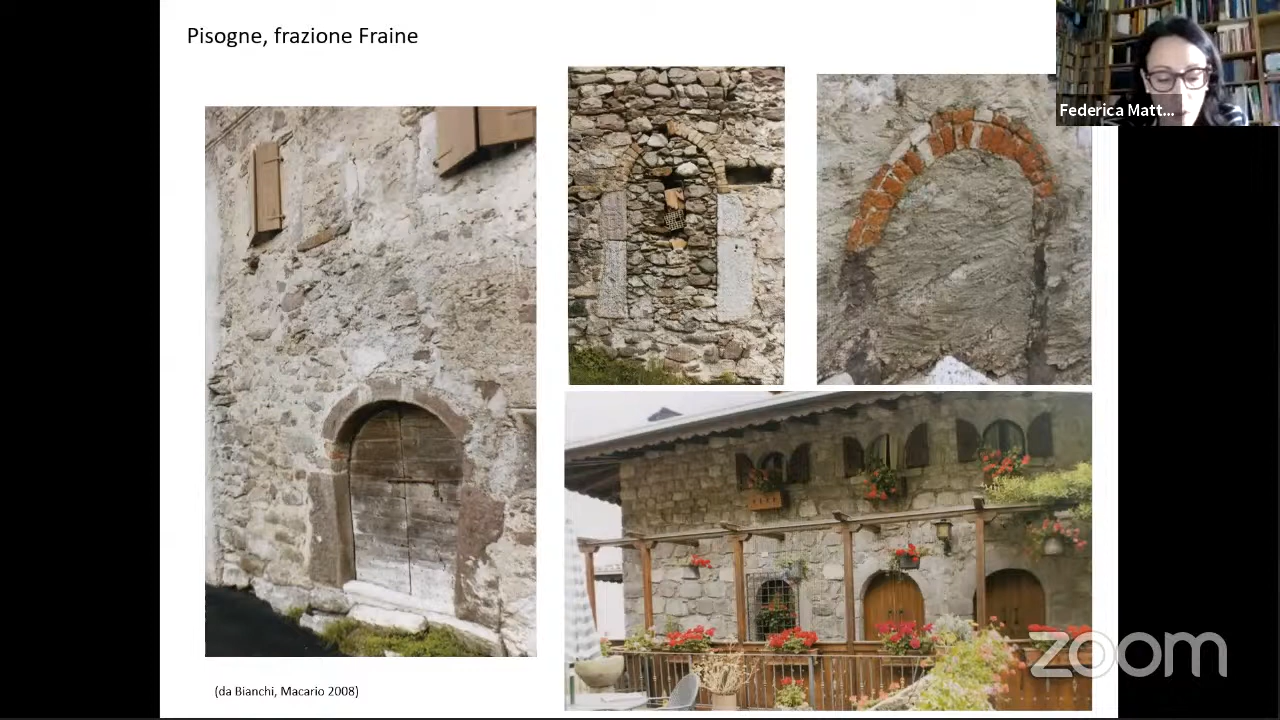 Pisogne, frazione Fraine
Federica Matt...
(da Bianchi, Macario 2008)
zoom